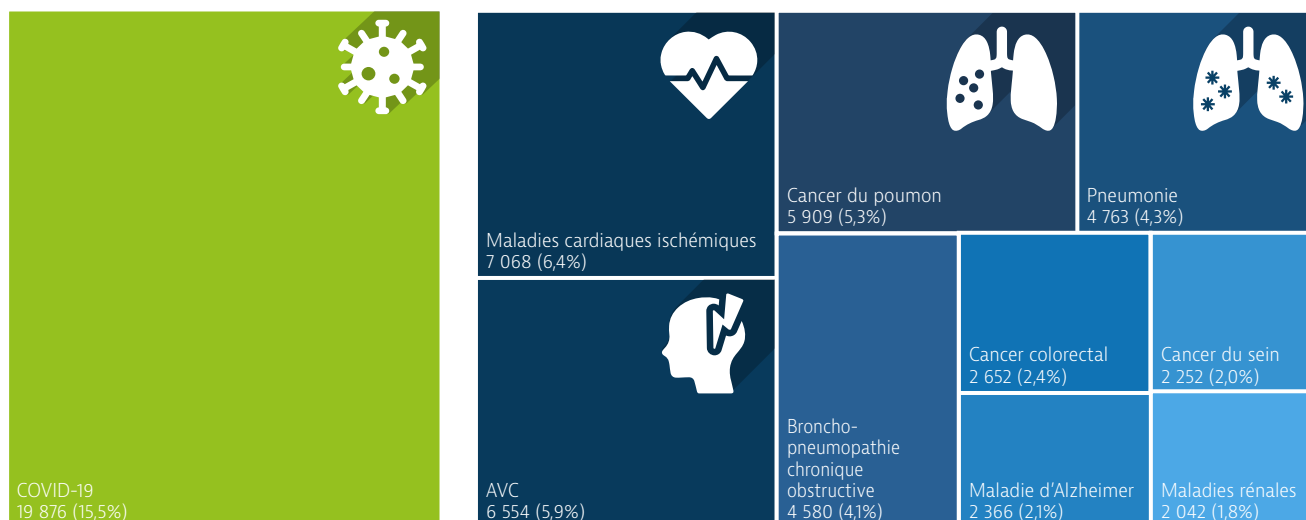 COVID-19
19 876 (15,5%)
Maladies cardiaques ischémiques
7 068 (6,4%)
AVC
6 554 (5,9%)
Cancer du poumon
5 909 (5,3%)
Pneumonie
4 763 (4,3%)
Broncho-
pneumopathie
chronique
obstructive
4 580 (4,1%)
Cancer colorectal
2 652 (2,4%)
Cancer du sein
2 252 (2,0%)
Maladie d'Alzheimer
2 366 (2,1%)
Maladies rénales
2 042 (1,8%)